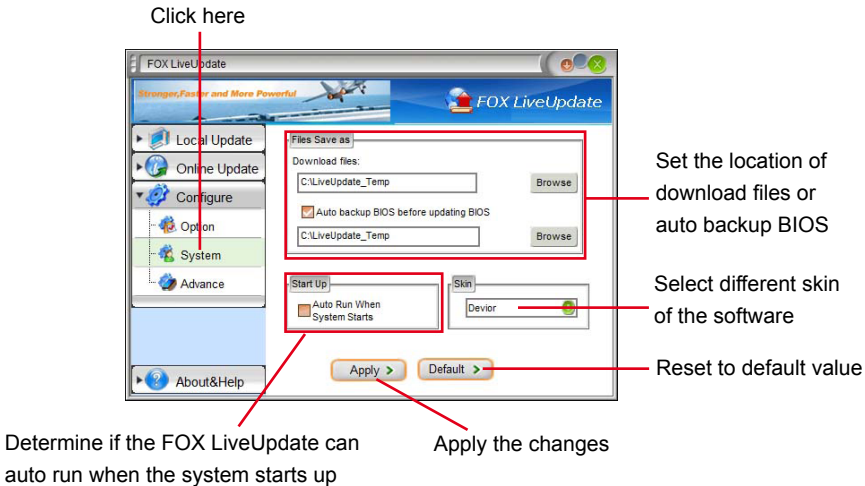 Click here
FOX LiveUpdate
Stronger,Faster and More Powerful
FOX LiveUpdate
Local Update
Online Update
Configure
Option
System
Advance
About&Help
Files Save as
Download files:
C:\LiveUpdate_Temp
Browse
Auto backup BIOS before updating BIOS
C:\LiveUpdate_Temp
Browse
Start Up
Auto Run When
System Starts
Skin
Devior
Apply
Default
Set the location of
download files or
auto backup BIOS
Select different skin
of the software
Reset to default value
Determine if the FOX LiveUpdate can
auto run when the system starts up
Apply the changes